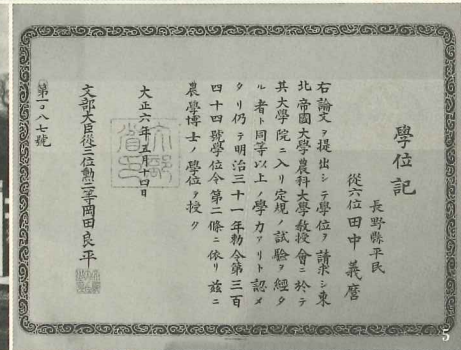 學位記
長野縣平民
從六位 田中義麿
右論文ヲ提出シテ學位ヲ請求シ東
北帝國大學農科大學教授會ニ於テ
其大學院ニ入リ定規ノ試驗ヲ經タ
ル者ト同等以上ノ學力アリト認メ
タリ仍テ明治三十一年勅令第三百
四十四號學位令第二條ニ依リ茲ニ
農學博士ノ學位ヲ授ク
大正六年五月十四日
文部省印
文部大臣從三位勲二等岡田良平
第一〇八七號
5